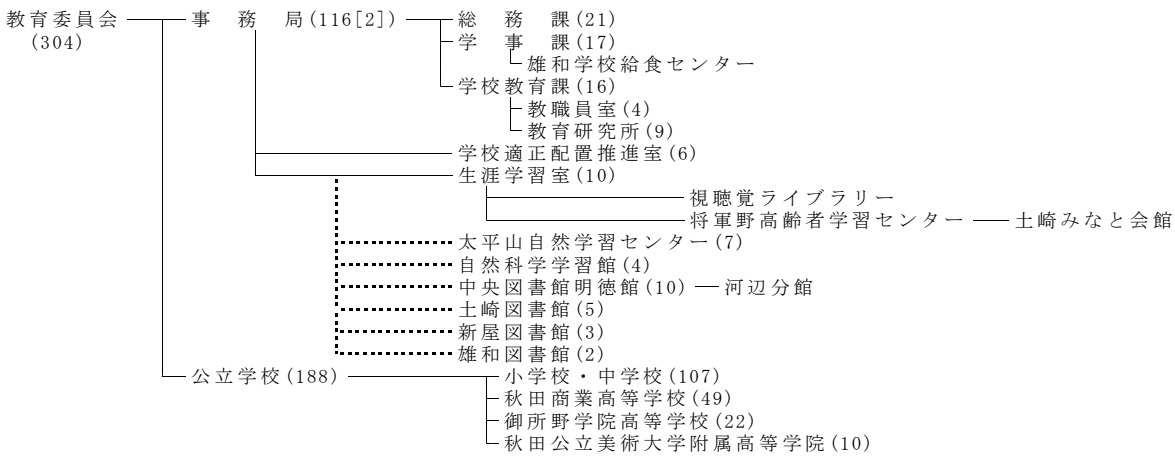 教育委員会 事務局(116[2]) 総務課(21)
(304) 学事課(17)
雄和学校給食センター
学校教育課(16)
教職員室(4)
教育研究所(9)
学校適正配置推進室(6)
生涯学習室(10)
視聴覚ライブラリー
将軍野高齢者学習センター 土崎みなと会館
太平山自然学習センター(7)
自然科学学習館(4)
中央図書館明徳館(10) 河辺分館
土崎図書館(5)
新屋図書館(3)
雄和図書館(2)
公立学校(188) 小学校・中学校(107)
秋田商業高等学校(49)
御所野学院高等学校(22)
秋田公立美術大学附属高等学院(10)